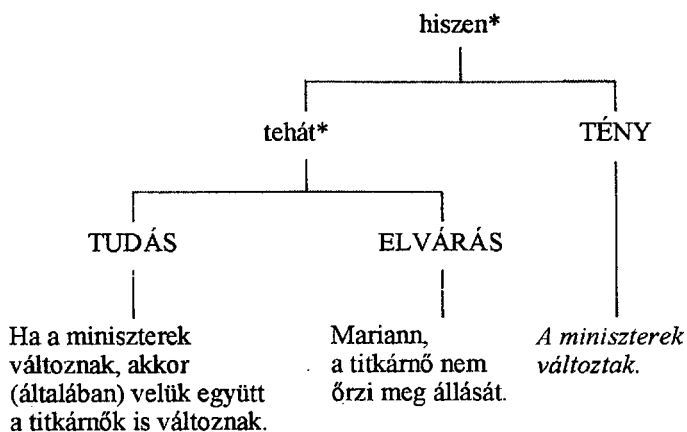 hiszen*
tehát* TÉNY
TUDÁS ELVÁRÁS
Ha a miniszterek
változnak, akkor
(általában) velük együtt
a titkárnők is változnak.
Mariann,
a titkárnő nem
őrzi meg állását.
A miniszterek
változtak.